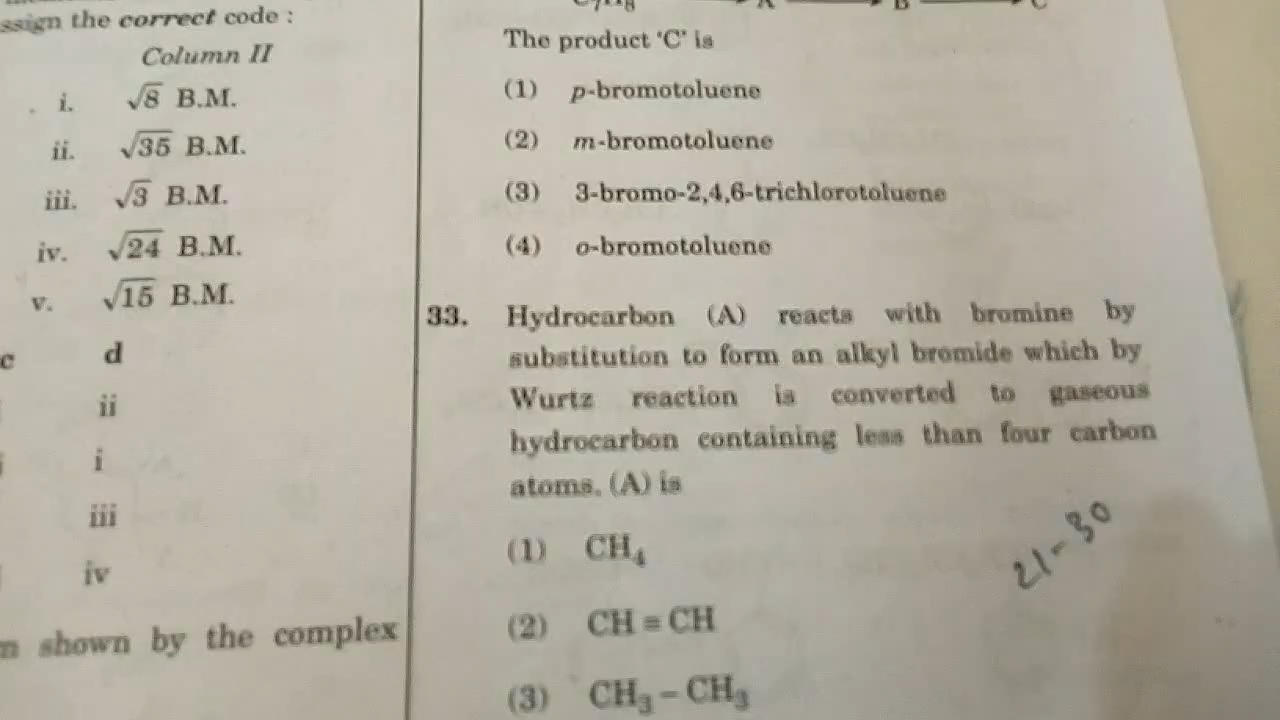 ssign the correct code :
Column II
i. √8 B.M.
ii. √35 B.M.
iii. √3 B.M.
iv. √24 B.M.
v. √15 B.M.
c d
ii
i
iii
iv
n shown by the complex
A B C
The product 'C' is
(1) p-bromotoluene
(2) m-bromotoluene
(3) 3-bromo-2,4,6-trichlorotoluene
(4) o-bromotoluene
33. Hydrocarbon (A) reacts with bromine by
substitution to form an alkyl bromide which by
Wurtz reaction is converted to gaseous
hydrocarbon containing less than four carbon
atoms. (A) is
(1) CH₄
(2) CH ≡ CH
(3) CH₃ – CH₃
21-30